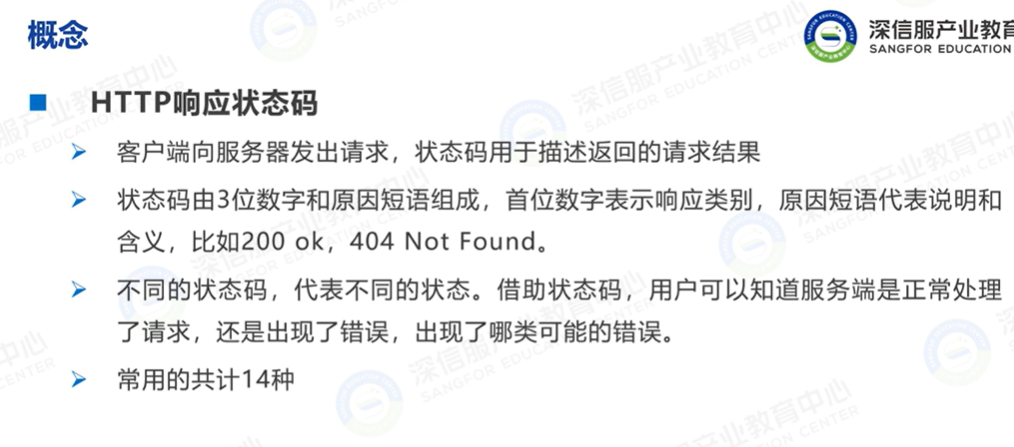 概念
深信服产业教育
SANGFOR EDUCATION
HTTP响应状态码
客户端向服务器发出请求，状态码用于描述返回的请求结果
状态码由3位数字和原因短语组成，首位数字表示响应类别，原因短语代表说明和
含义，比如200 ok，404 Not Found。
不同的状态码，代表不同的状态。借助状态码，用户可以知道服务端是正常处理
了请求，还是出现了错误，出现了哪类可能的错误。
常用的共计14种